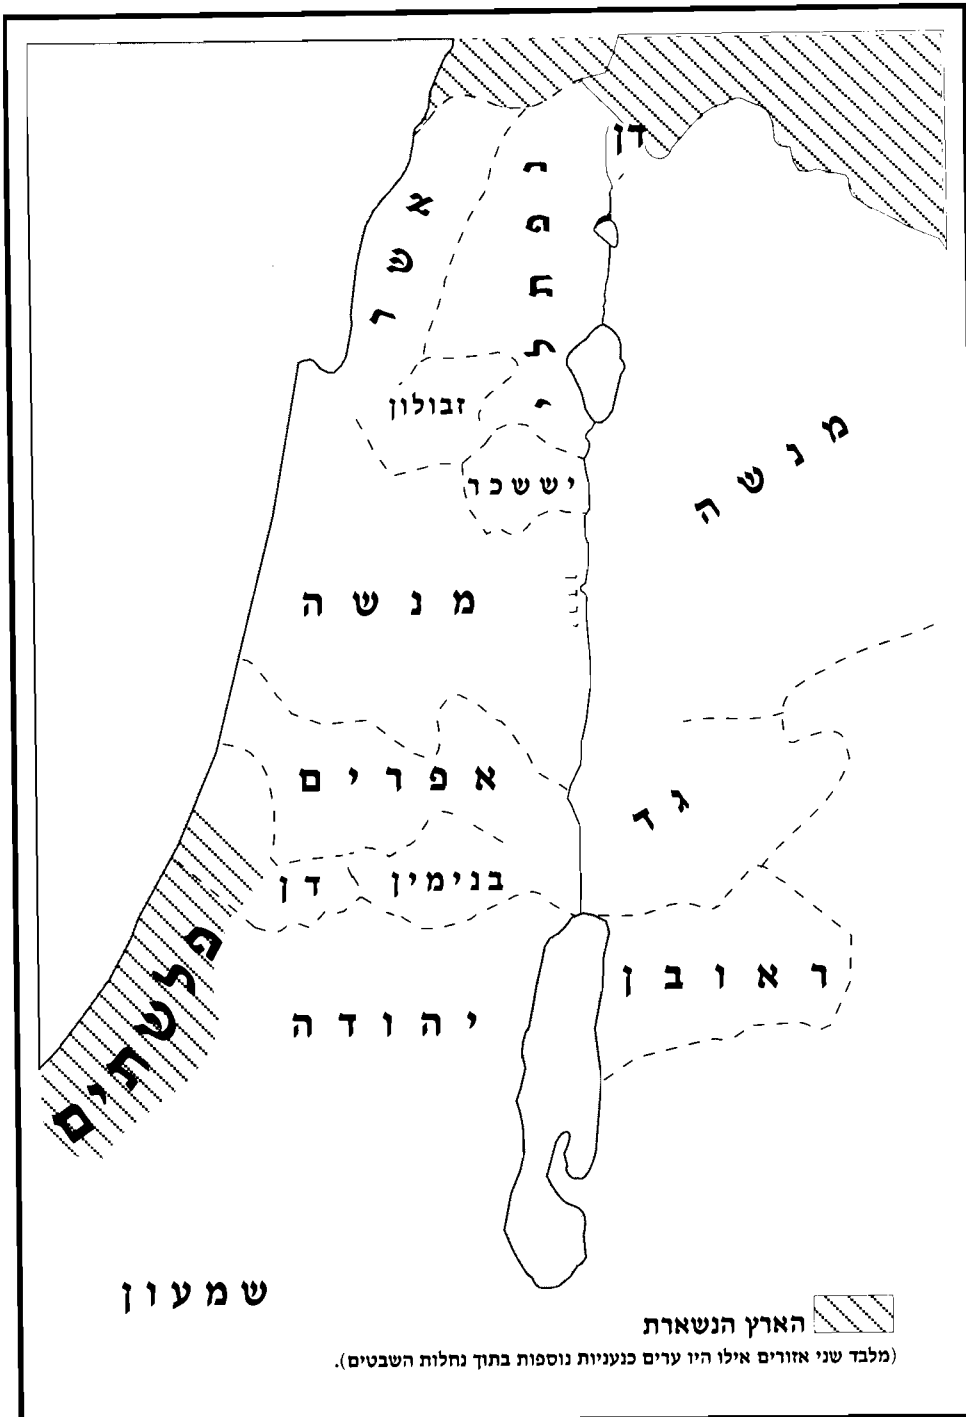 דן
נפתלי
אשר
זבולון
יששכר
מנשה
מנשה
אפרים
גד
בנימין
דן
ראובן
יהודה
פלשתים
שמעון
הארץ הנשארת
(מלבד שני אזורים אילו היו ערים כנעניות נוספות בתוך נחלות השבטים).